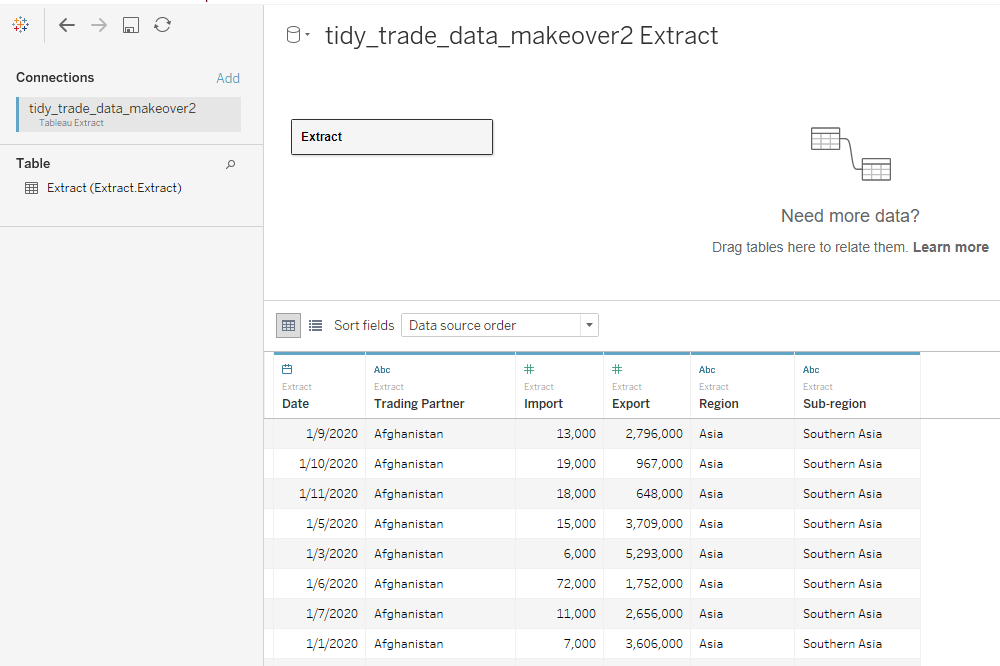 tidy_trade_data_makeover2 Extract
Connections
Add
tidy_trade_data_makeover2
Tableau Extract
Table
Extract (Extract.Extract)
Extract
Need more data?
Drag tables here to relate them. Learn more
Sort fields Data source order
Abc Abc Abc
Extract Extract Extract Extract Extract Extract
Date Trading Partner Import Export Region Sub-region
1/9/2020 Afghanistan 13,000 2,796,000 Asia Southern Asia
1/10/2020 Afghanistan 19,000 967,000 Asia Southern Asia
1/11/2020 Afghanistan 18,000 648,000 Asia Southern Asia
1/5/2020 Afghanistan 15,000 3,709,000 Asia Southern Asia
1/3/2020 Afghanistan 6,000 5,293,000 Asia Southern Asia
1/6/2020 Afghanistan 72,000 1,752,000 Asia Southern Asia
1/7/2020 Afghanistan 11,000 2,656,000 Asia Southern Asia
1/1/2020 Afghanistan 7,000 3,606,000 Asia Southern Asia